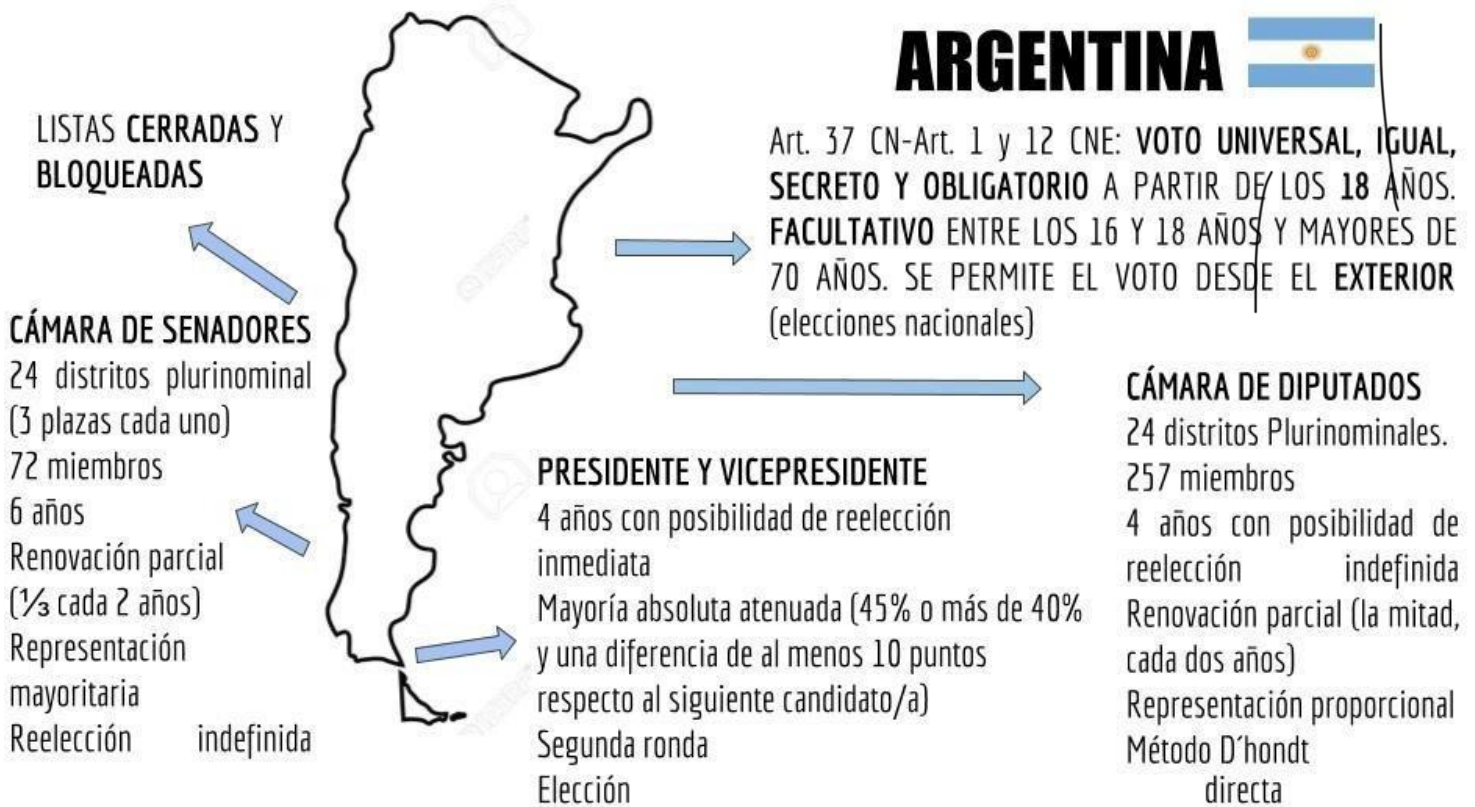 ARGENTINA
LISTAS CERRADAS Y
BLOQUEADAS
Art. 37 CN-Art. 1 y 12 CNE: VOTO UNIVERSAL, IGUAL,
SECRETO Y OBLIGATORIO A PARTIR DE LOS 18 AÑOS.
FACULTATIVO ENTRE LOS 16 Y 18 AÑOS Y MAYORES DE
70 AÑOS. SE PERMITE EL VOTO DESDE EL EXTERIOR
(elecciones nacionales)
CÁMARA DE SENADORES
24 distritos plurinominal
(3 plazas cada uno)
72 miembros
6 años
Renovación parcial
(⅓ cada 2 años)
Representación
mayoritaria
Reelección indefinida
PRESIDENTE Y VICEPRESIDENTE
4 años con posibilidad de reelección
inmediata
Mayoría absoluta atenuada (45% o más de 40%
y una diferencia de al menos 10 puntos
respecto al siguiente candidato/a)
Segunda ronda
Elección directa
CÁMARA DE DIPUTADOS
24 distritos Plurinominales.
257 miembros
4 años con posibilidad de
reelección indefinida
Renovación parcial (la mitad,
cada dos años)
Representación proporcional
Método D´hondt